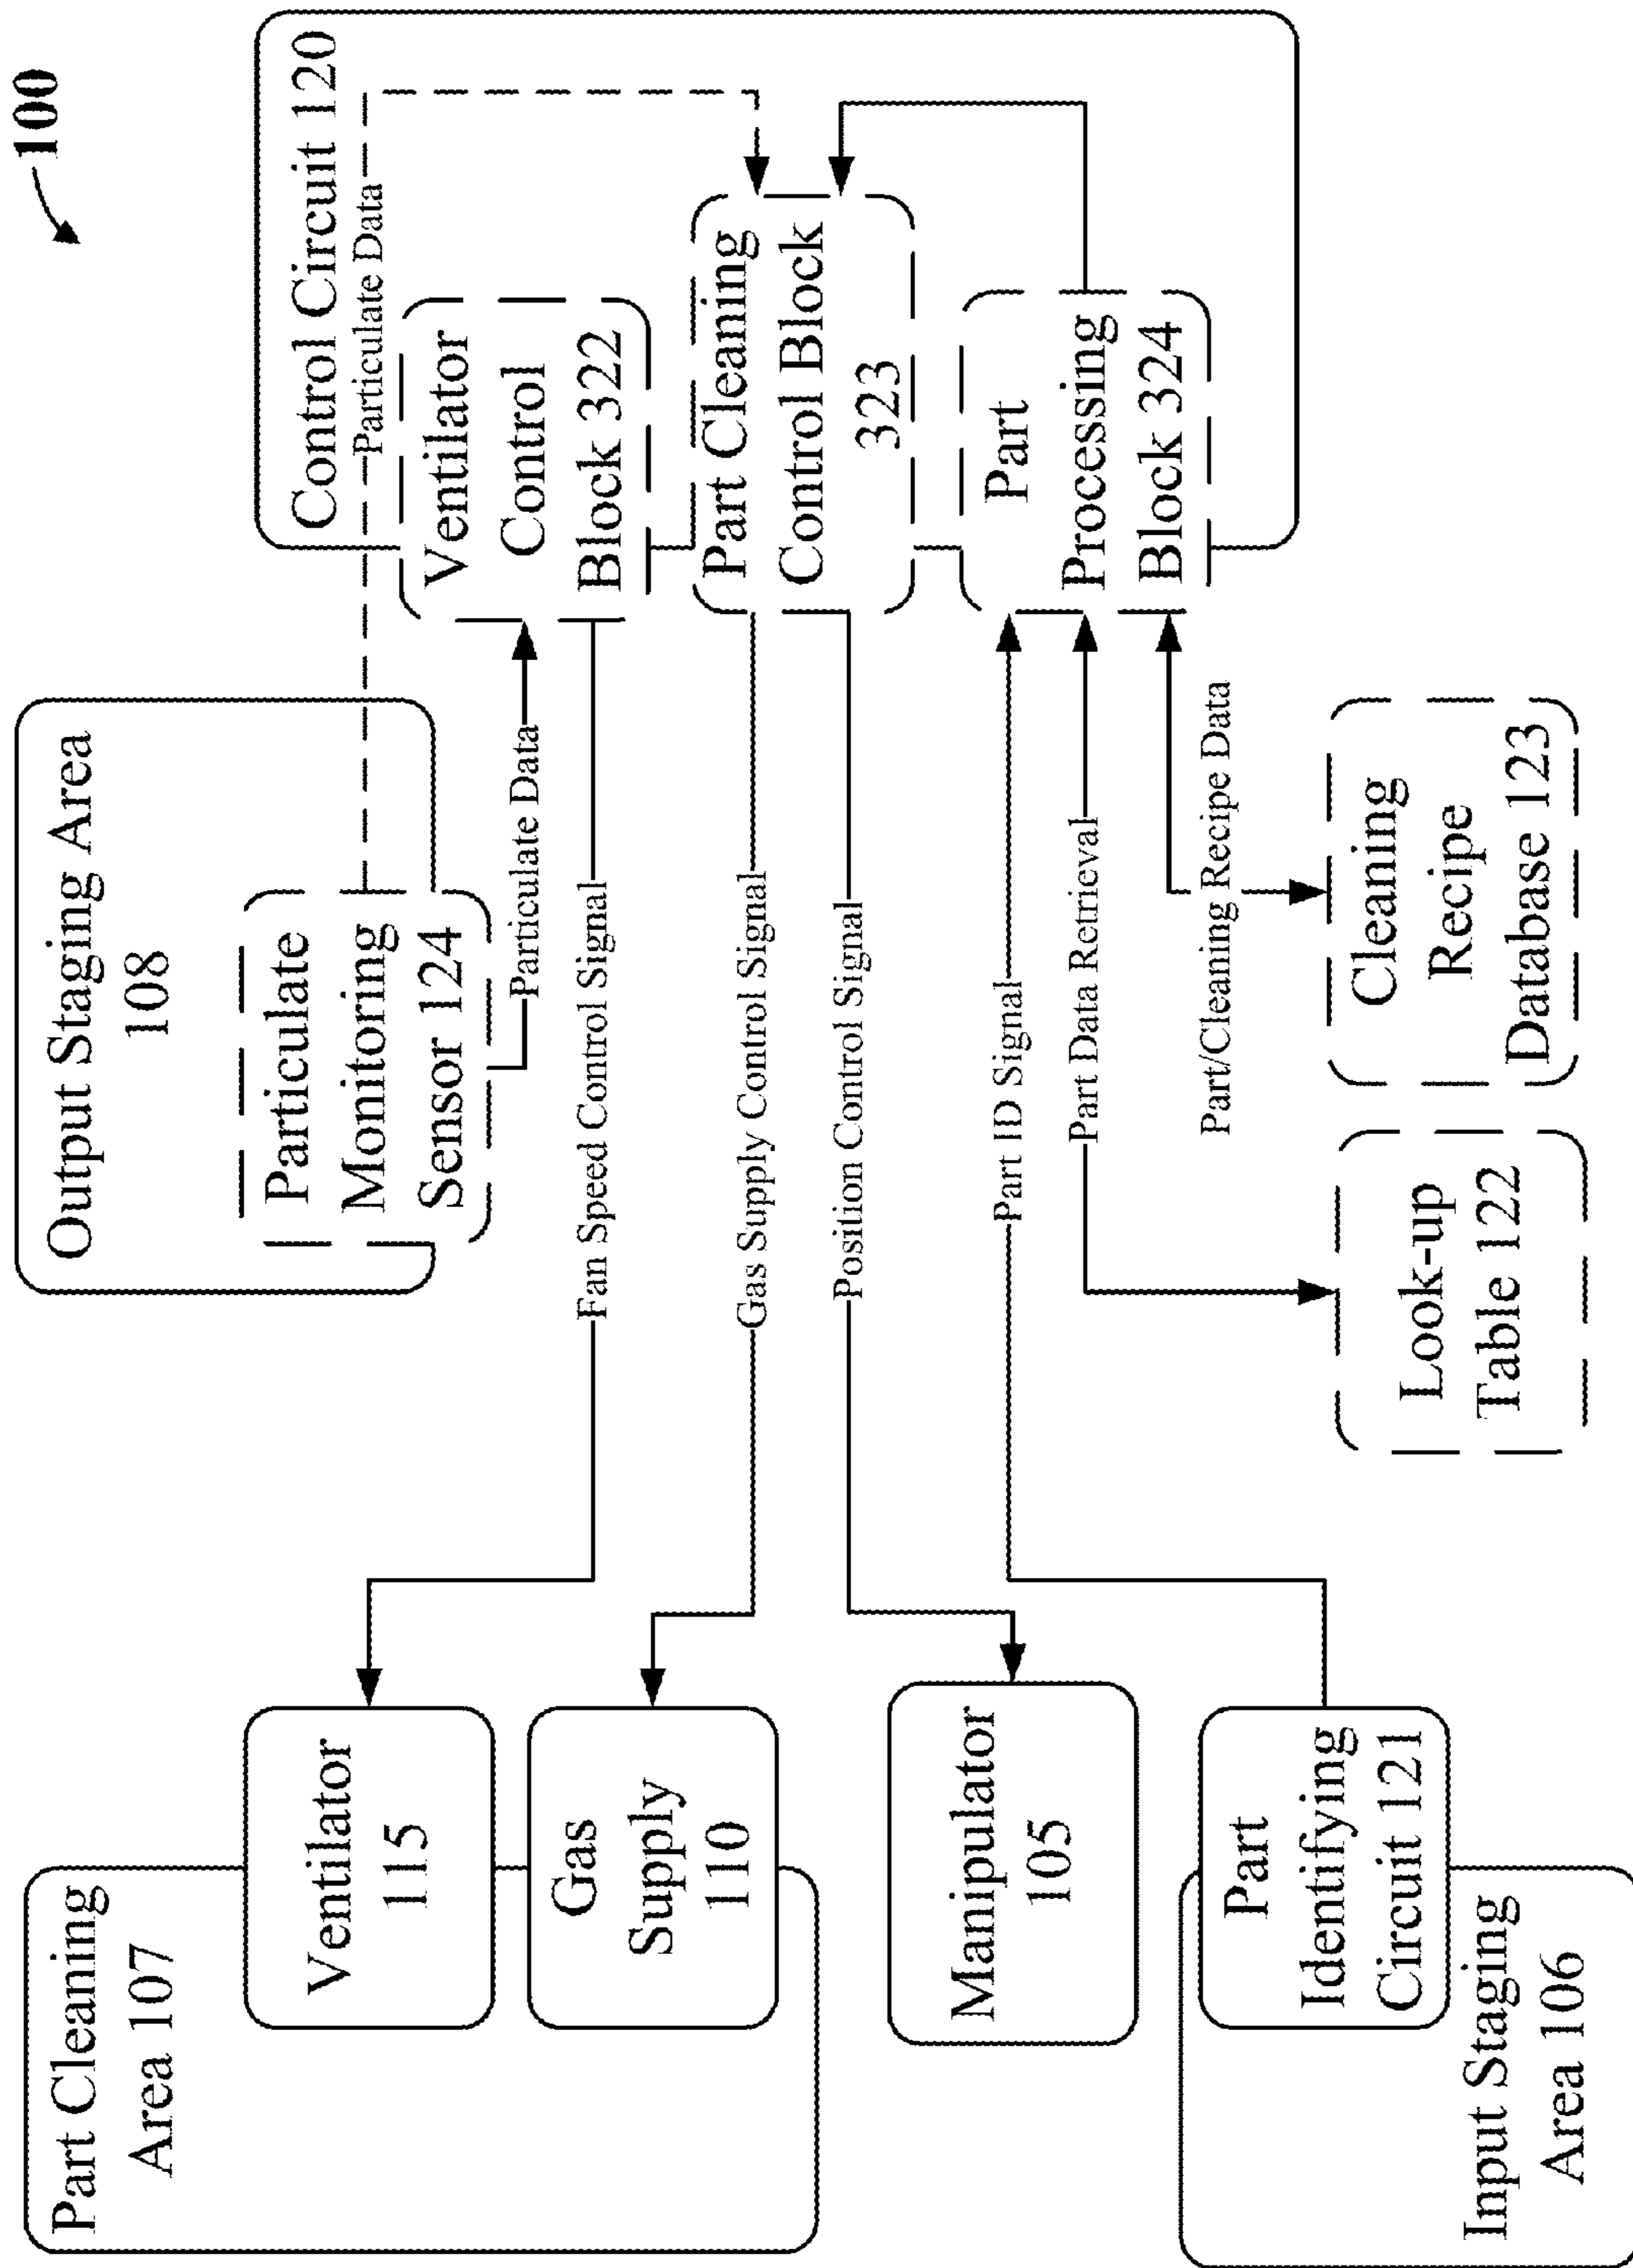 100
Part Cleaning
Area 107
Ventilator
115
Gas
Supply
110
Manipulator
105
Part
Identifying
Circuit 121
Input Staging
Area 106
Output Staging Area
108
Particulate
Monitoring
Sensor 124
Particulate Data
Fan Speed Control Signal
Gas Supply Control Signal
Position Control Signal
Part ID Signal
Part Data Retrieval
Part/Cleaning Recipe Data
Look-up
Table 122
Cleaning
Recipe
Database 123
Control Circuit 120
Particulate Data
Ventilator
Control
Block 322
Part Cleaning
Control Block
323
Part
Processing
Block 324